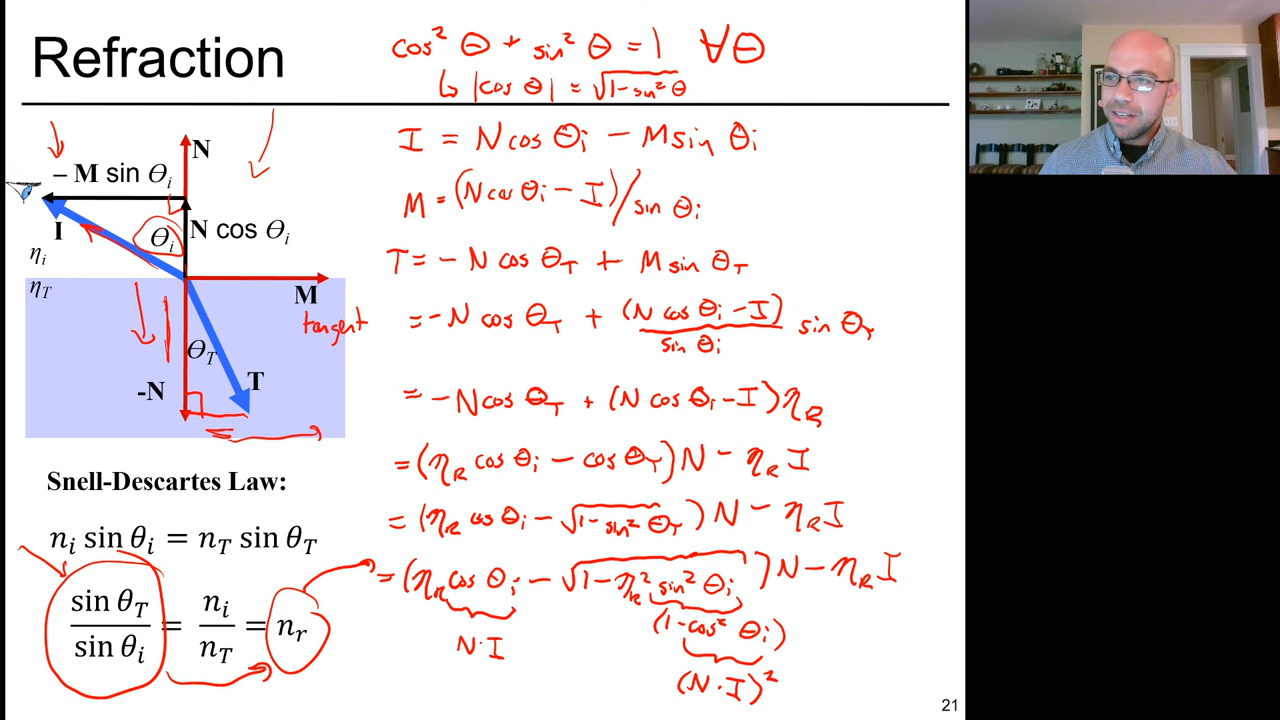 Refraction
cos² θ + sin² θ = 1 ∀θ
↳ |cos θ| = √(1-sin² θ)
N
– M sin θi
I
θi
N cos θi
ηi
ηT
M
tangent
θT
-N
T
I = N cos θi – M sin θi
M = (N cos θi – I)/sin θi
T = – N cos θT + M sin θT
= – N cos θT + (N cos θi – I)/sin θi sin θT
= – N cos θT + (N cos θi – I) ηR
= (ηR cos θi – cos θT) N – ηR I
= (ηR cos θi – √(1-sin² θT)) N – ηR I
= (ηR cos θi – √(1-ηR² sin² θi)) N – ηR I
N·I
(1-cos² θi)
(N·I)²
Snell-Descartes Law:
ni sin θi = nT sin θT
sin θT / sin θi = ni / nT = nr
21